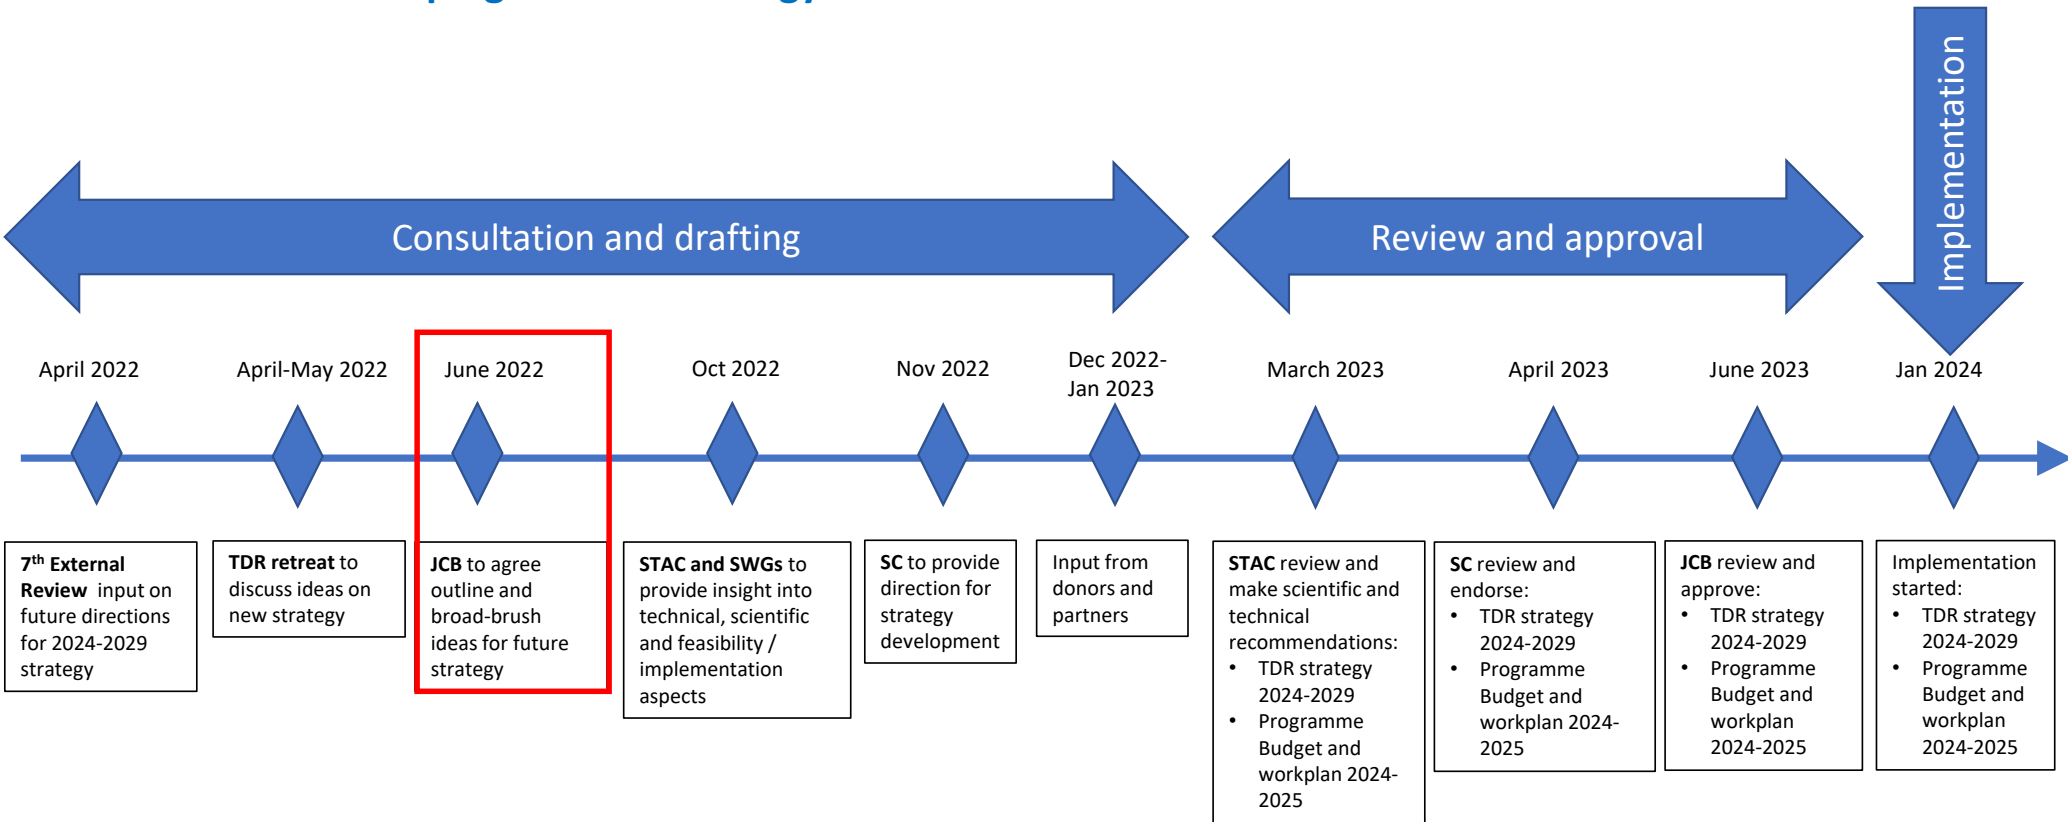 Implementation
Consultation and drafting
Review and approval
April 2022
April-May 2022
June 2022
Oct 2022
Nov 2022
Dec 2022-
Jan 2023
March 2023
April 2023
June 2023
Jan 2024
7th External
Review input on
future directions
for 2024-2029
strategy
TDR retreat to
discuss ideas on
new strategy
JCB to agree
outline and
broad-brush
ideas for future
strategy
STAC and SWGs to
provide insight into
technical, scientific
and feasibility /
implementation
aspects
SC to provide
direction for
strategy
development
Input from
donors and
partners
STAC review and
make scientific and
technical
recommendations:
• TDR strategy
2024-2029
• Programme
Budget and
workplan 2024-
2025
SC review and
endorse:
• TDR strategy
2024-2029
• Programme
Budget and
workplan 2024-
2025
JCB review and
approve:
• TDR strategy
2024-2029
• Programme
Budget and
workplan
2024-2025
Implementation
started:
• TDR strategy
2024-2029
• Programme
Budget and
workplan
2024-2025